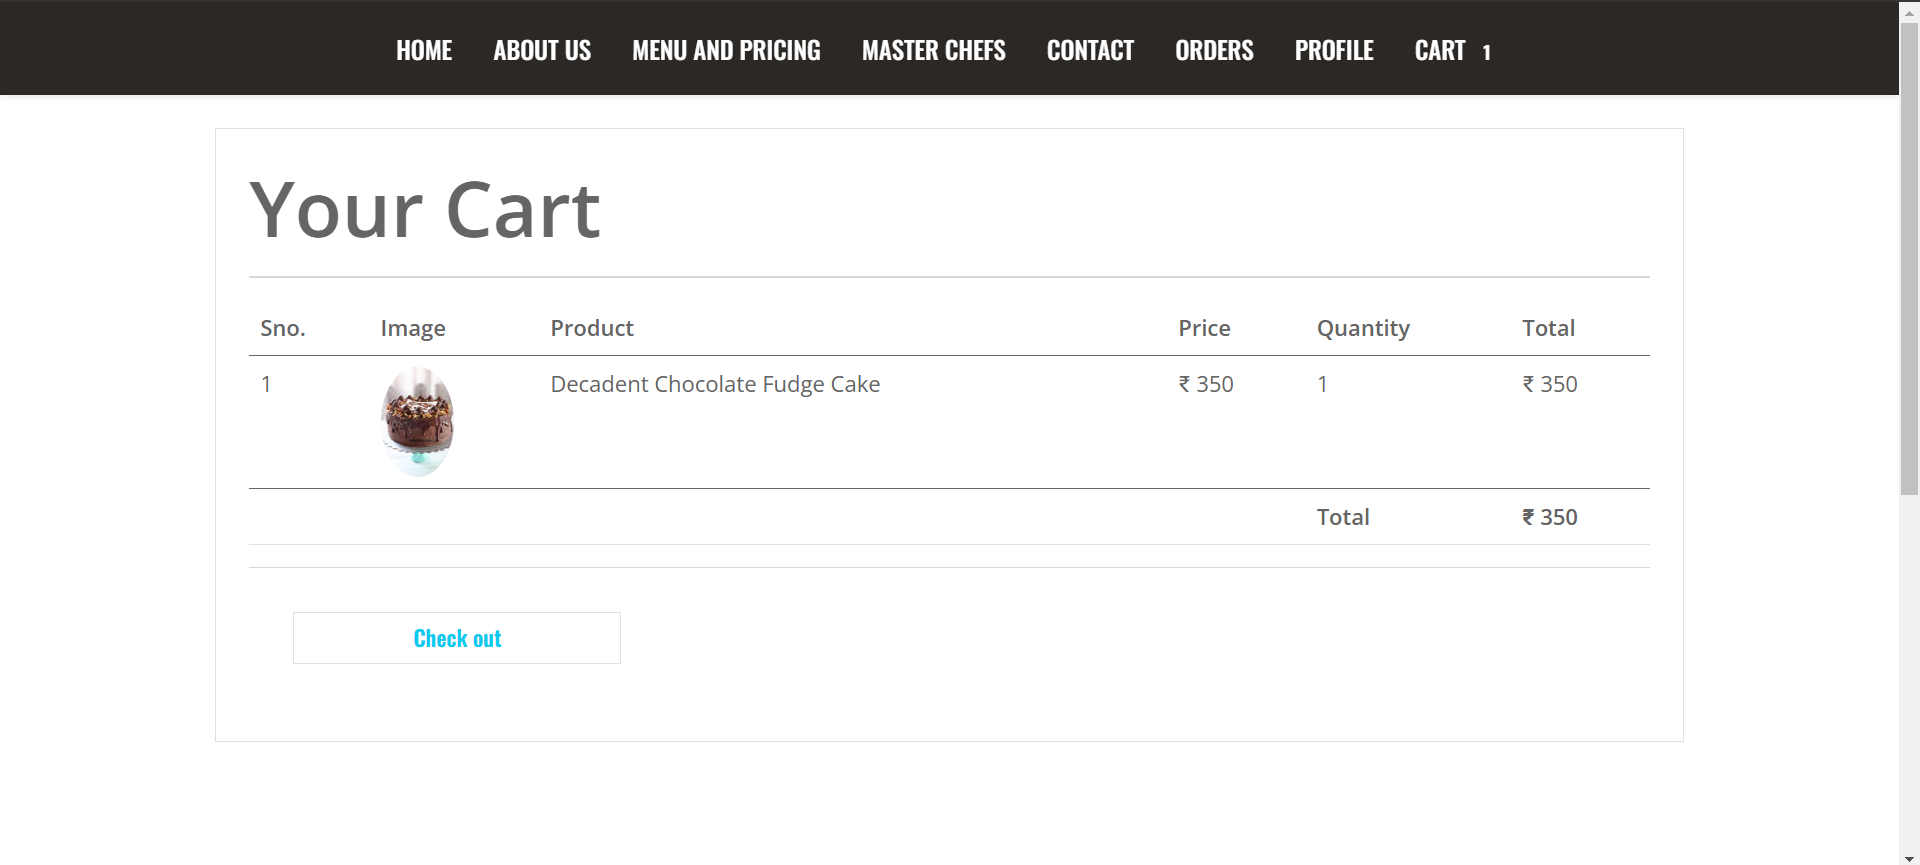 HOME ABOUT US MENU AND PRICING MASTER CHEFS CONTACT ORDERS PROFILE CART 1
Your Cart
Sno. Image Product Price Quantity Total
1 Decadent Chocolate Fudge Cake ₹ 350 1 ₹ 350
Total ₹ 350
Check out